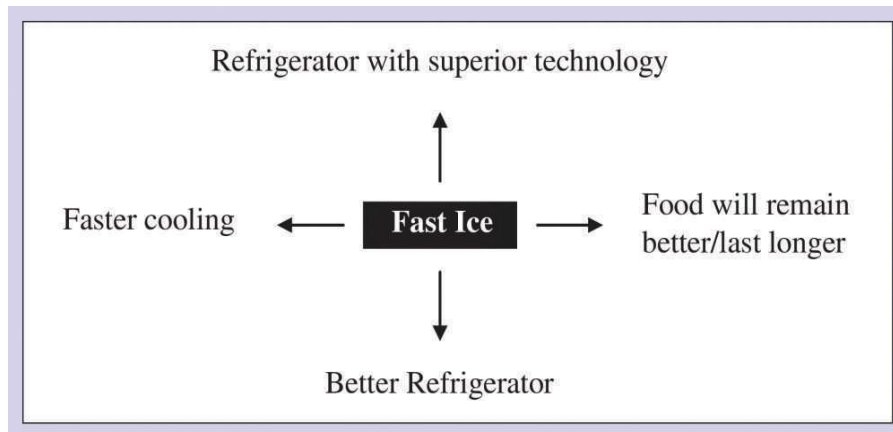 Refrigerator with superior technology
Faster cooling
Fast Ice
Food will remain
better/last longer
Better Refrigerator